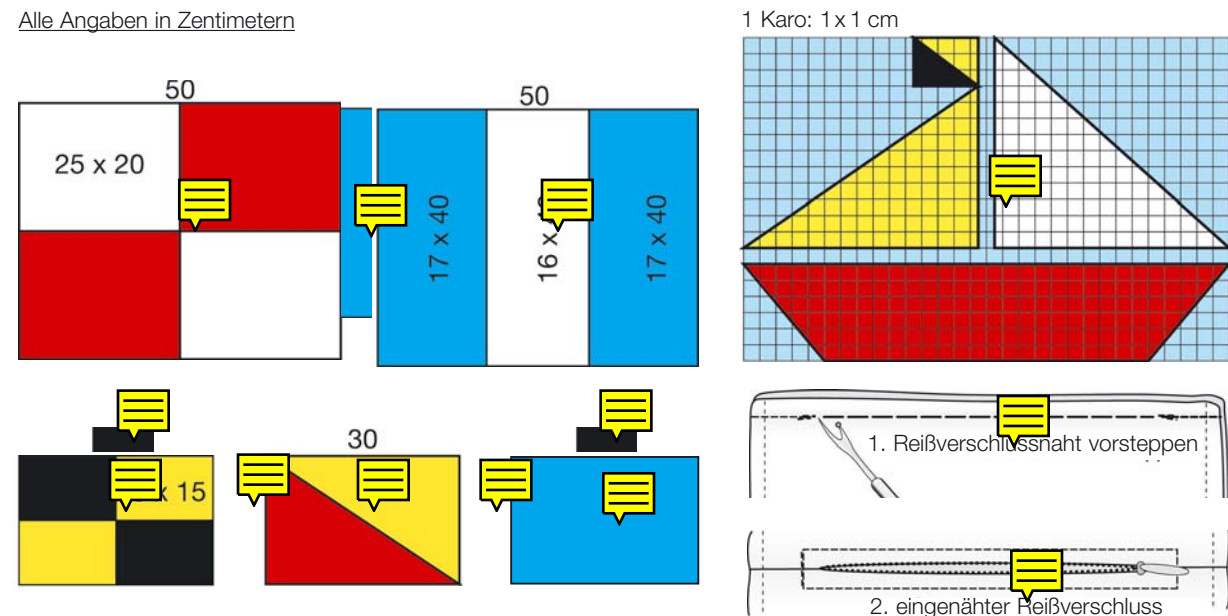 Alle Angaben in Zentimetern
50
25 x 20
50
17 x 40
16 x
17 x 40
x 15
30
1 Karo: 1 x 1 cm
1. Reißverschlussnaht vorsteppen
2. eingenähter Reißverschluss